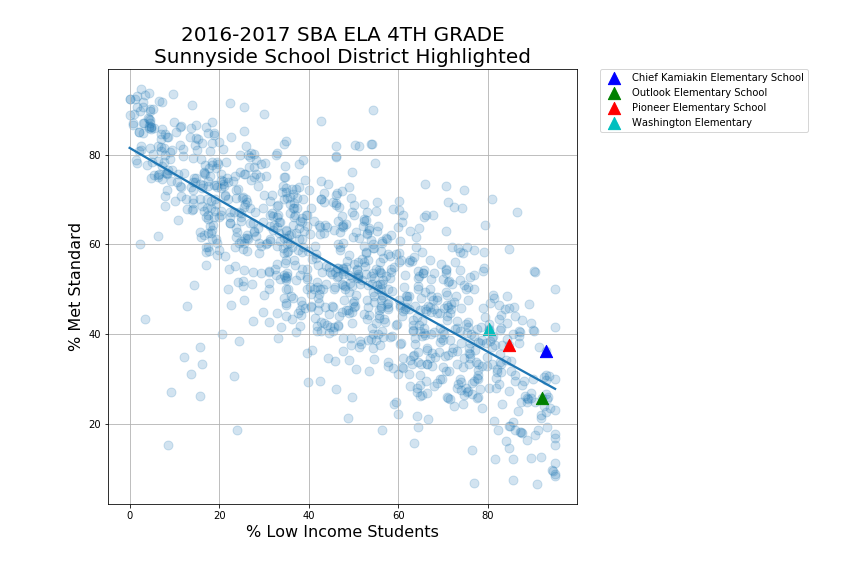 2016-2017 SBA ELA 4TH GRADE
Sunnyside School District Highlighted
Chief Kamiakin Elementary School
Outlook Elementary School
Pioneer Elementary School
Washington Elementary
% Met Standard
80
60
40
20
0 20 40 60 80
% Low Income Students